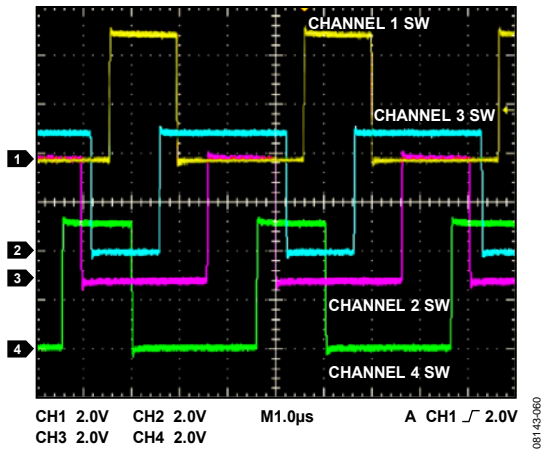 CHANNEL 1 SW
CHANNEL 3 SW
1
2
3
CHANNEL 2 SW
4
CHANNEL 4 SW
CH1 2.0V CH2 2.0V M1.0µs A CH1 2.0V
CH3 2.0V CH4 2.0V
08143-060